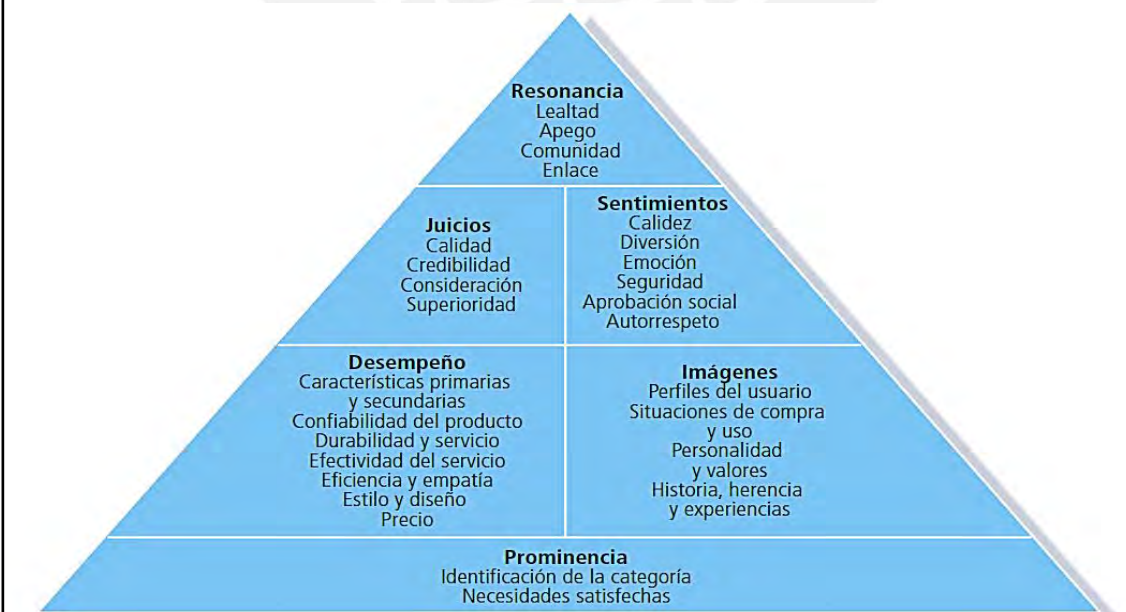 Resonancia
Lealtad
Apego
Comunidad
Enlace
Juicios
Calidad
Credibilidad
Consideración
Superioridad
Sentimientos
Calidez
Diversión
Emoción
Seguridad
Aprobación social
Autorrespeto
Desempeño
Características primarias
y secundarias
Confiabilidad del producto
Durabilidad y servicio
Efectividad del servicio
Eficiencia y empatía
Estilo y diseño
Precio
Imágenes
Perfiles del usuario
Situaciones de compra
y uso
Personalidad
y valores
Historia, herencia
y experiencias
Prominencia
Identificación de la categoría
Necesidades satisfechas